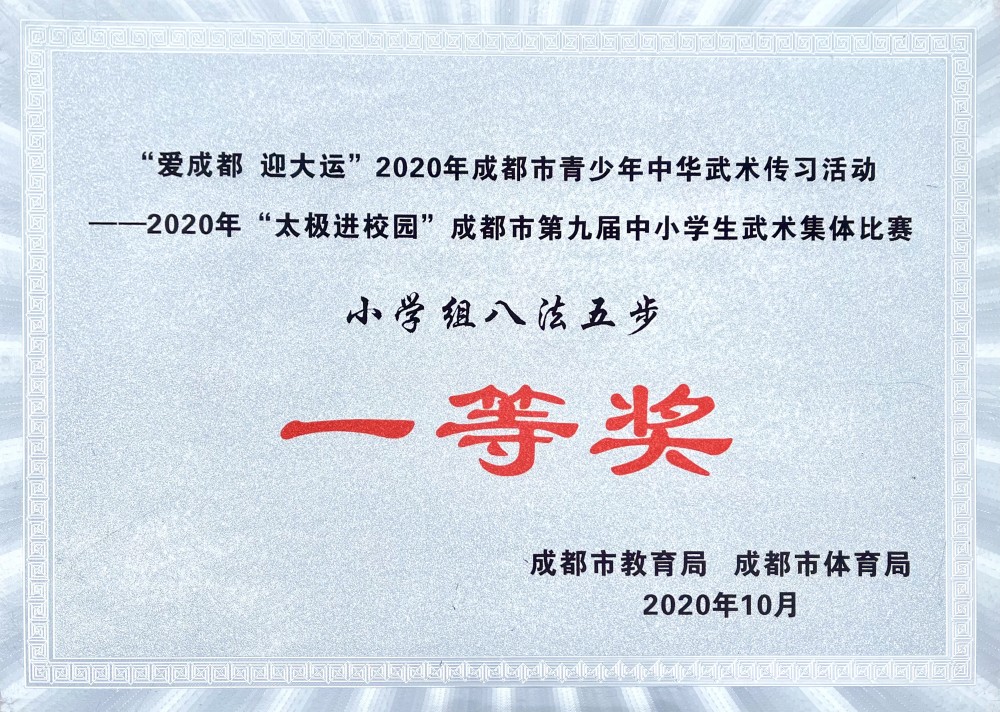 “爱成都 迎大运”2020年成都市青少年中华武术传习活动
——2020年“太极进校园”成都市第九届中小学生武术集体比赛
小学组八法五步
一等奖
成都市教育局 成都市体育局
2020年10月